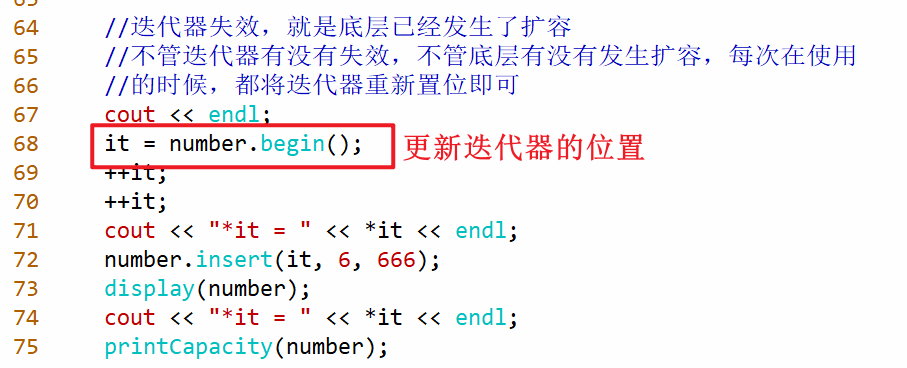 64 //迭代器失效，就是底层已经发生了扩容
65 //不管迭代器有没有失效，不管底层有没有发生扩容，每次在使用
66 //的时候，都将迭代器重新置位即可
67 cout << endl;
68 it = number.begin(); 更新迭代器的位置
69 ++it;
70 ++it;
71 cout << "*it = " << *it << endl;
72 number.insert(it, 6, 666);
73 display(number);
74 cout << "*it = " << *it << endl;
75 printCapacity(number);